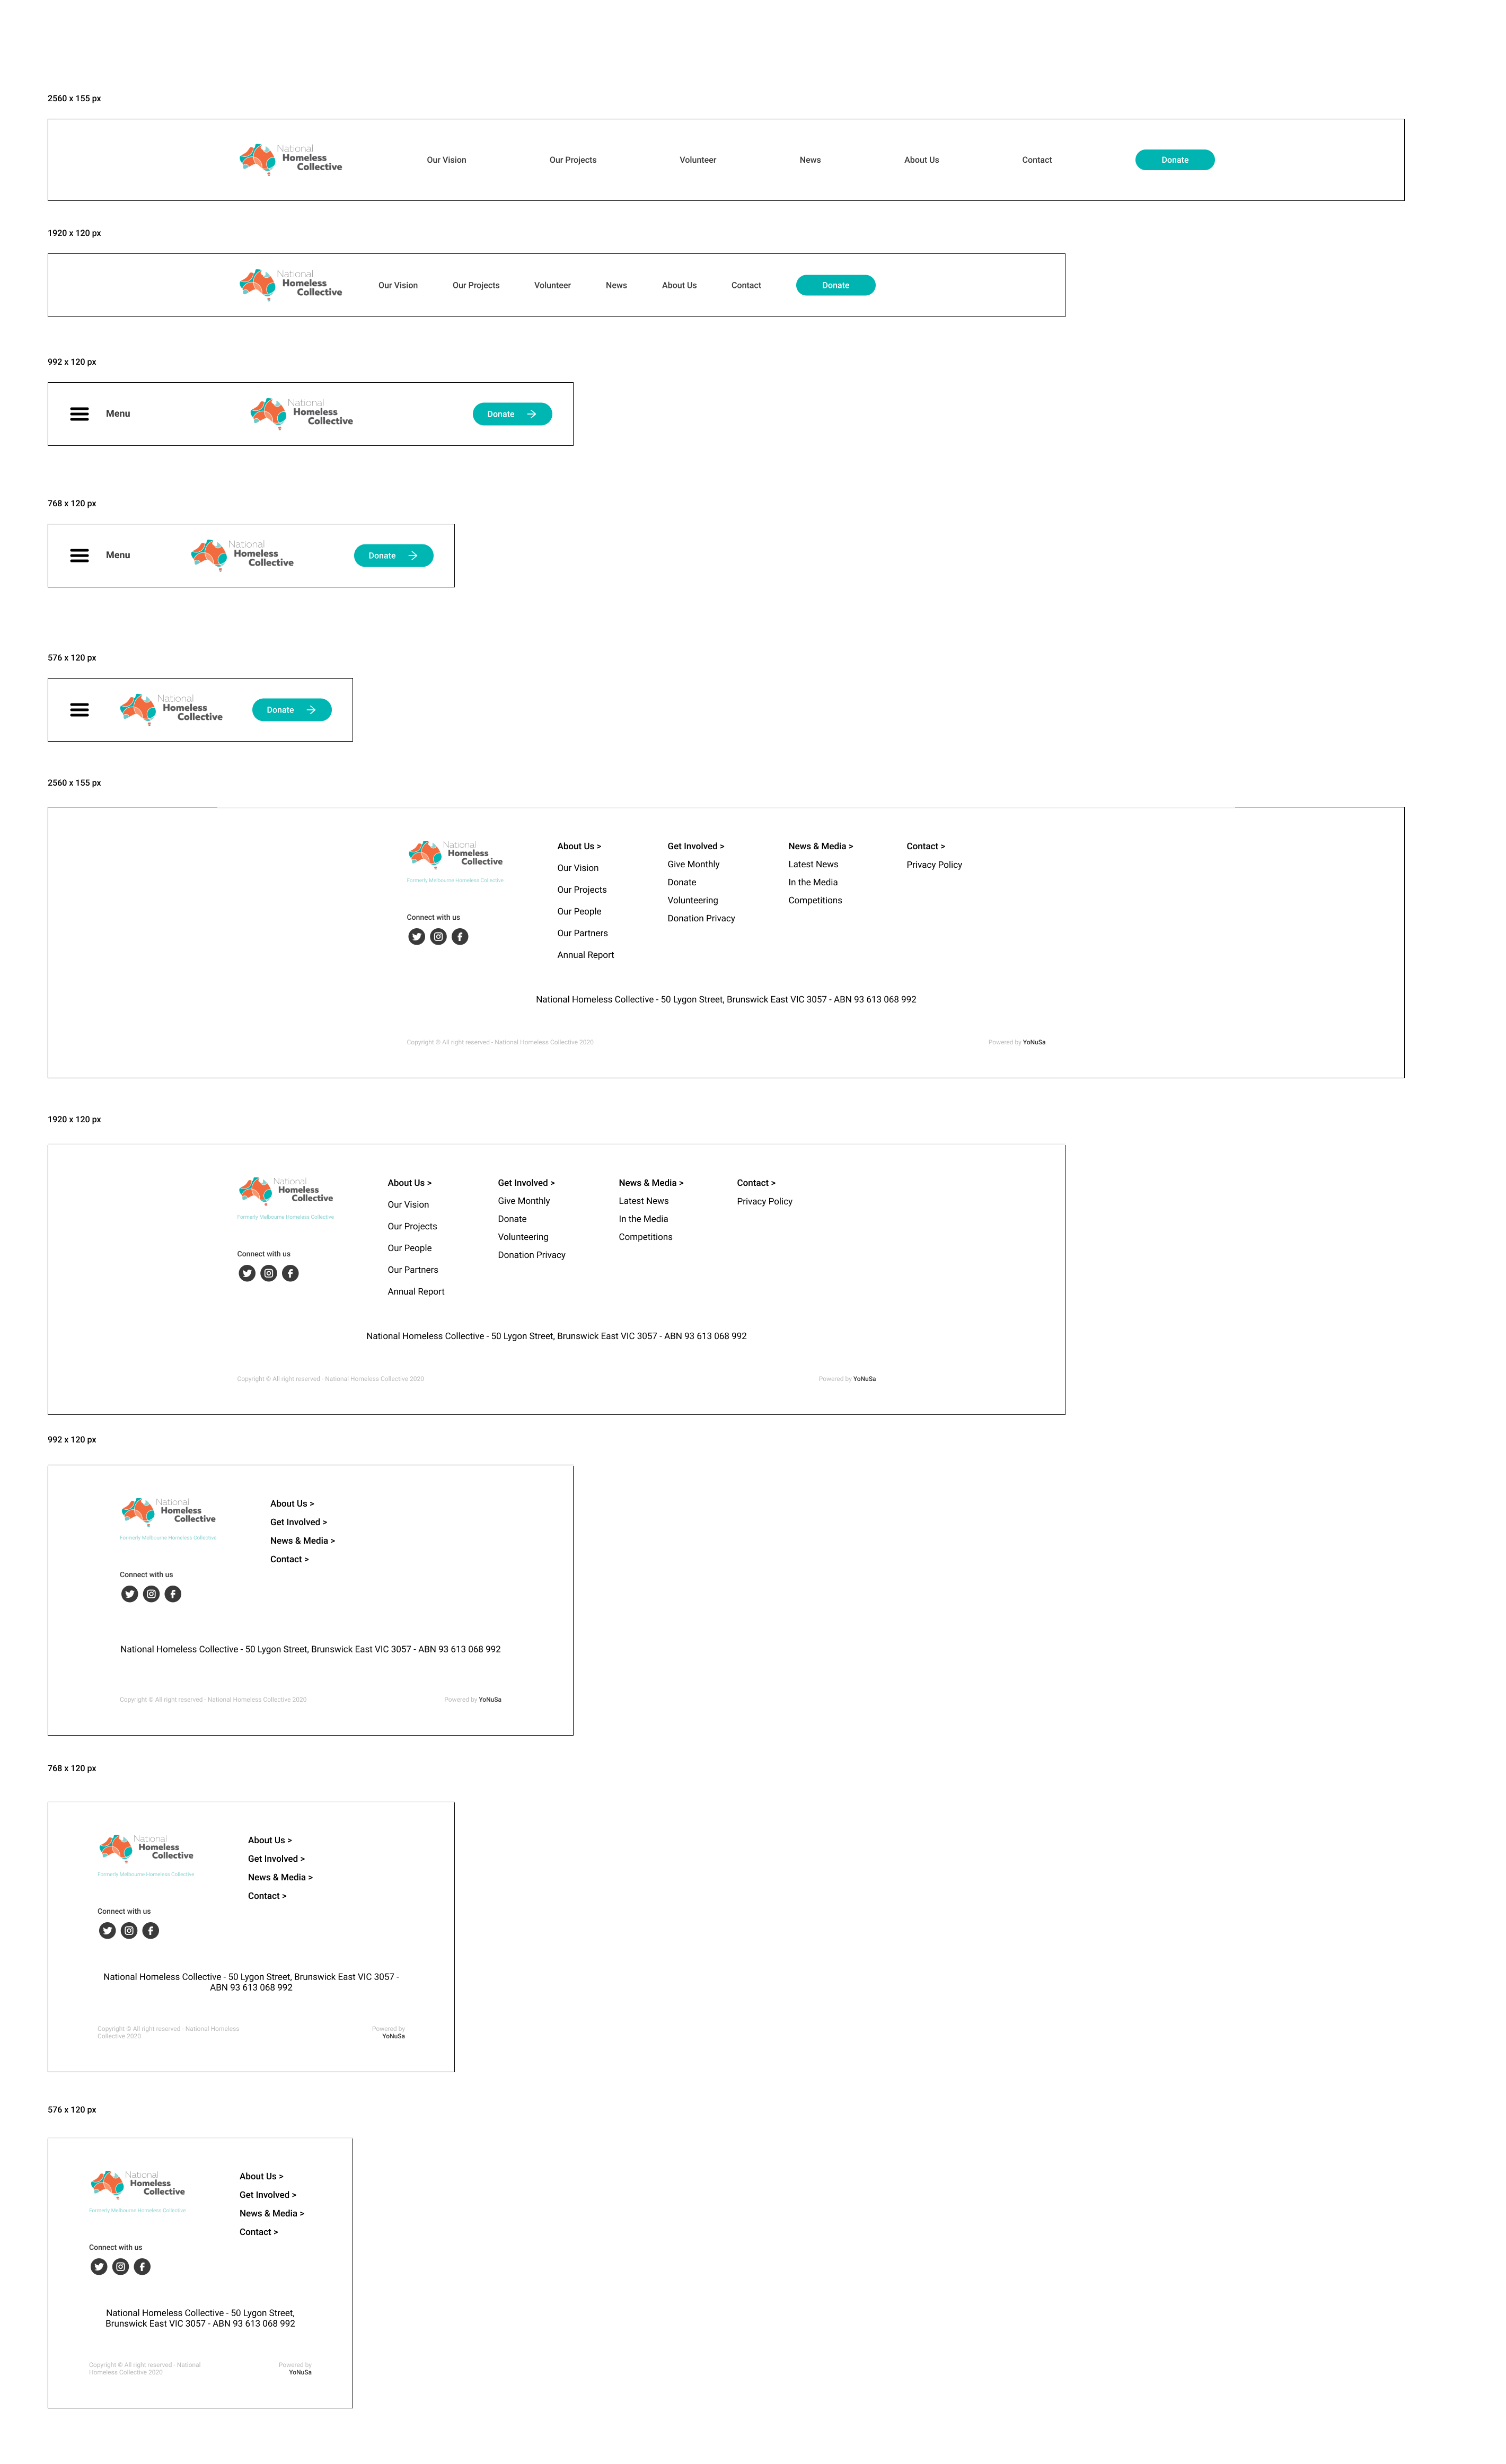 2560 x 155 px
National
Homeless
Collective
Our Vision
Our Projects
Volunteer
News
About Us
Contact
Donate
1920 x 120 px
National
Homeless
Collective
Our Vision
Our Projects
Volunteer
News
About Us
Contact
Donate
992 x 120 px
Menu
National
Homeless
Collective
Donate
768 x 120 px
Menu
National
Homeless
Collective
Donate
576 x 120 px
National
Homeless
Collective
Donate
2560 x 155 px
National
Homeless
Collective
Formerly Melbourne Homeless Collective
Connect with us
About Us >
Our Vision
Our Projects
Our People
Our Partners
Annual Report
Get Involved >
Give Monthly
Donate
Volunteering
Donation Privacy
News & Media >
Latest News
In the Media
Competitions
Contact >
Privacy Policy
National Homeless Collective - 50 Lygon Street, Brunswick East VIC 3057 - ABN 93 613 068 992
Copyright © All right reserved - National Homeless Collective 2020
Powered by YoNuSa
1920 x 120 px
National
Homeless
Collective
Formerly Melbourne Homeless Collective
Connect with us
About Us >
Our Vision
Our Projects
Our People
Our Partners
Annual Report
Get Involved >
Give Monthly
Donate
Volunteering
Donation Privacy
News & Media >
Latest News
In the Media
Competitions
Contact >
Privacy Policy
National Homeless Collective - 50 Lygon Street, Brunswick East VIC 3057 - ABN 93 613 068 992
Copyright © All right reserved - National Homeless Collective 2020
Powered by YoNuSa
992 x 120 px
National
Homeless
Collective
Formerly Melbourne Homeless Collective
Connect with us
About Us >
Get Involved >
News & Media >
Contact >
National Homeless Collective - 50 Lygon Street, Brunswick East VIC 3057 - ABN 93 613 068 992
Copyright © All right reserved - National Homeless Collective 2020
Powered by YoNuSa
768 x 120 px
National
Homeless
Collective
Formerly Melbourne Homeless Collective
Connect with us
About Us >
Get Involved >
News & Media >
Contact >
National Homeless Collective - 50 Lygon Street, Brunswick East VIC 3057 -
ABN 93 613 068 992
Copyright © All right reserved - National Homeless
Collective 2020
Powered by
YoNuSa
576 x 120 px
National
Homeless
Collective
Formerly Melbourne Homeless Collective
Connect with us
About Us >
Get Involved >
News & Media >
Contact >
National Homeless Collective - 50 Lygon Street,
Brunswick East VIC 3057 - ABN 93 613 068 992
Copyright © All right reserved - National
Homeless Collective 2020
Powered by
YoNuSa